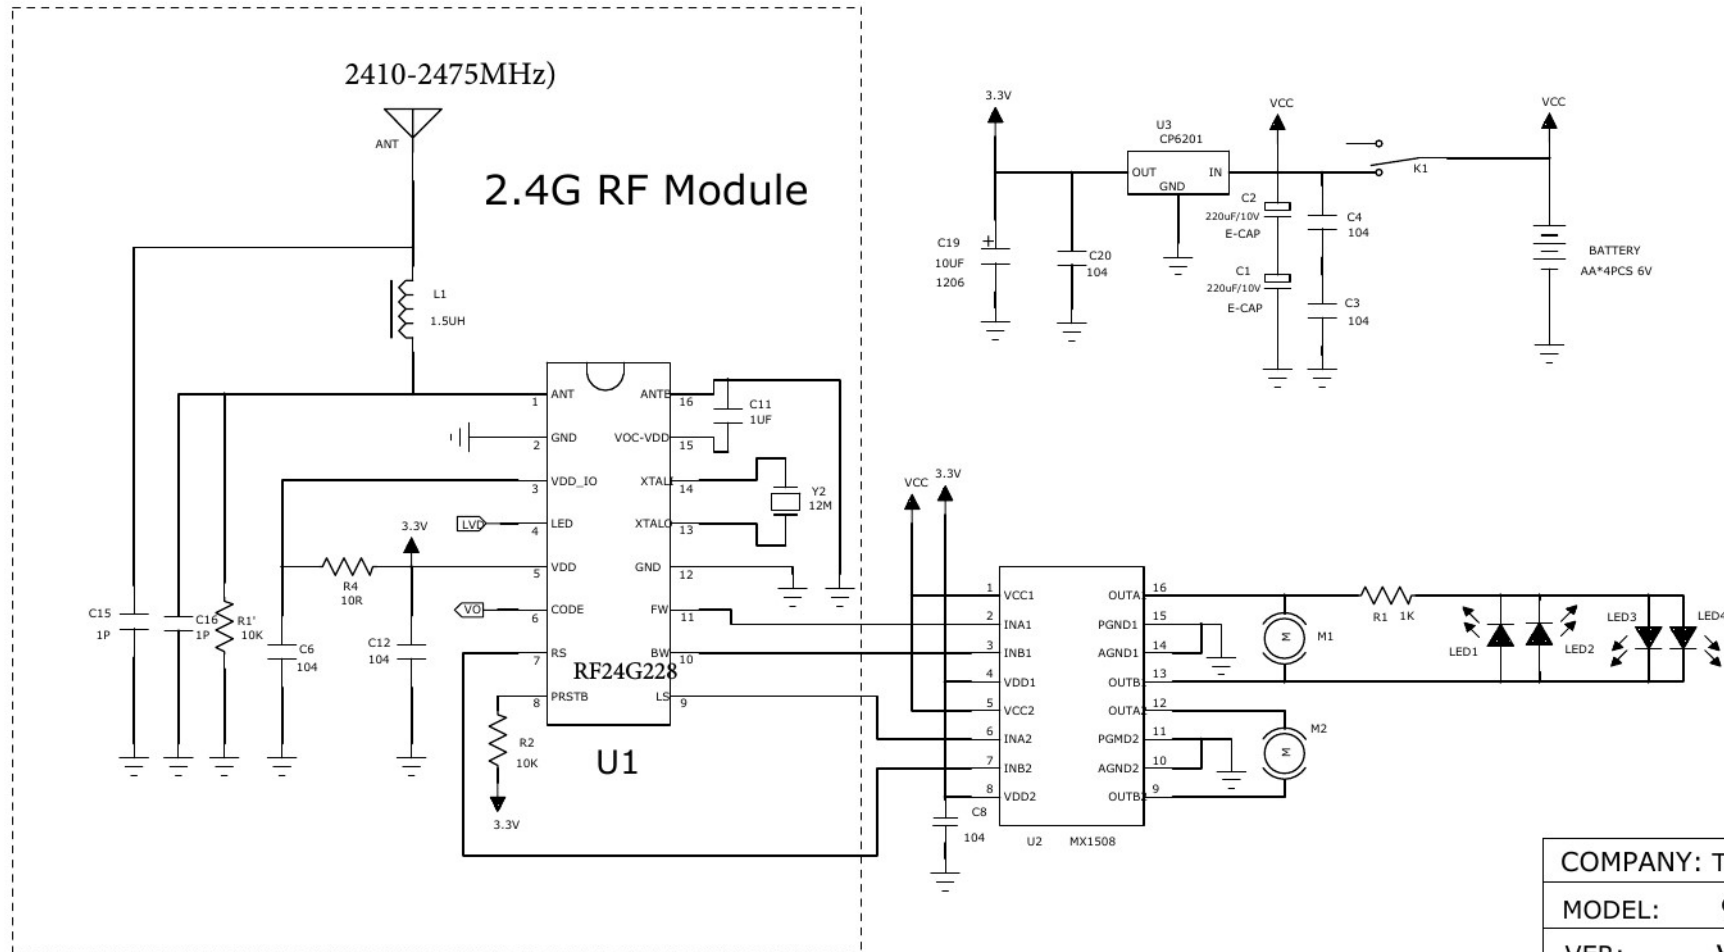 2410-2475MHz)
ANT
2.4G RF Module
L1
1.5UH
C15
1P
C16
1P
R1'
10K
C6
104
R4
10R
3.3V
C12
104
LVD
VO
1 ANT
2 GND
3 VDD_IO
4 LED
5 VDD
6 CODE
7 RS
8 PRSTB
ANTB 16
VOC-VDD 15
XTALI 14
XTALO 13
GND 12
FW 11
BW 10
LS 9
RF24G228
U1
R2
10K
3.3V
C11
1UF
Y2
12M
3.3V
C19
10UF
1206
C20
104
U3
CP6201
OUT
IN
GND
VCC
C2
220uF/10V
E-CAP
C1
220uF/10V
E-CAP
C4
104
C3
104
K1
VCC
BATTERY
AA*4PCS 6V
VCC
3.3V
1 VCC1
2 INA1
3 INB1
4 VDD1
5 VCC2
6 INA2
7 INB2
8 VDD2
OUTA 16
PGND1 15
AGND1 14
OUTB 13
OUTA 12
PGMD2 11
AGND2 10
OUTB 9
C8
104
U2 MX1508
M
M1
M
M2
R1 1K
LED1
LED2
LED3
LED4
COMPANY: T
MODEL:
VER: